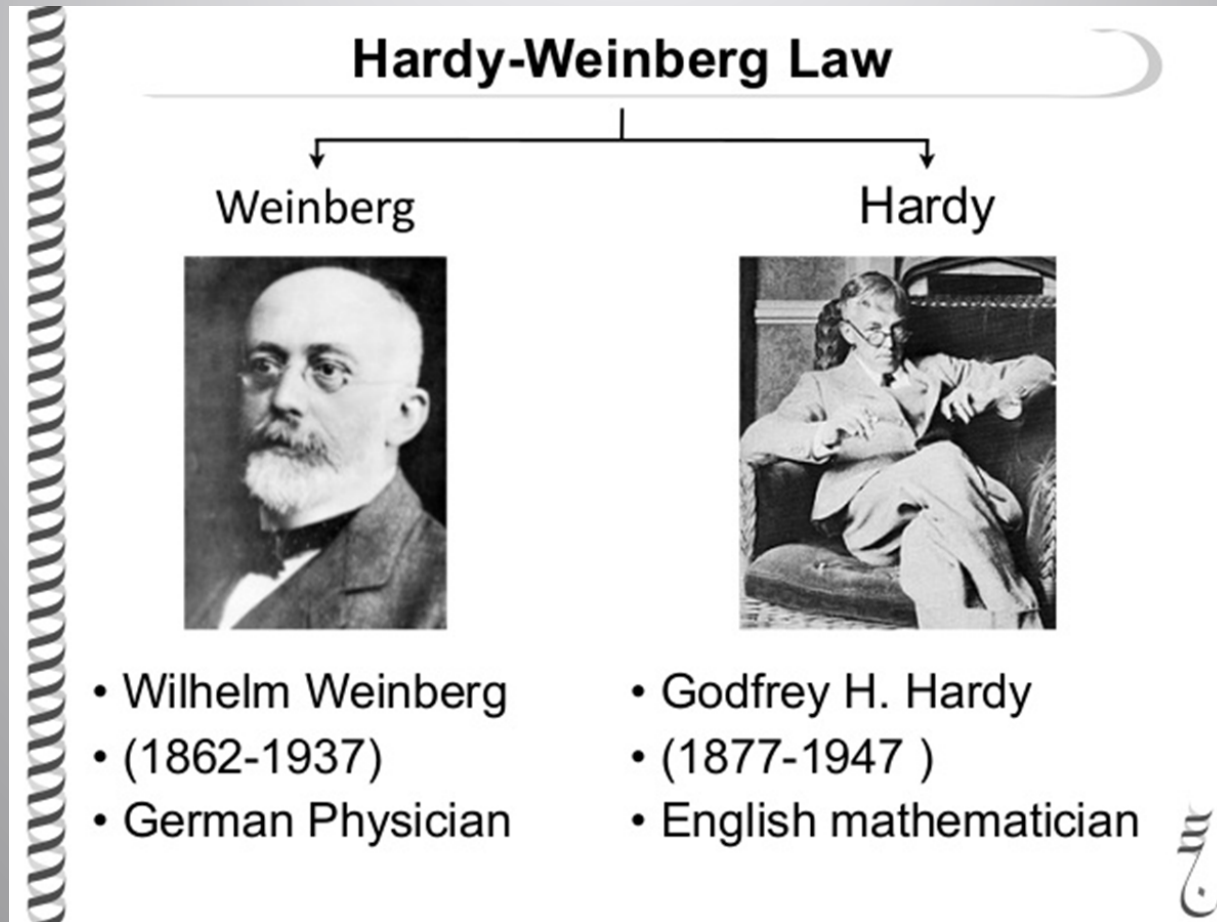 Hardy-Weinberg Law
Weinberg
Hardy
• Wilhelm Weinberg
• (1862-1937)
• German Physician
• Godfrey H. Hardy
• (1877-1947 )
• English mathematician